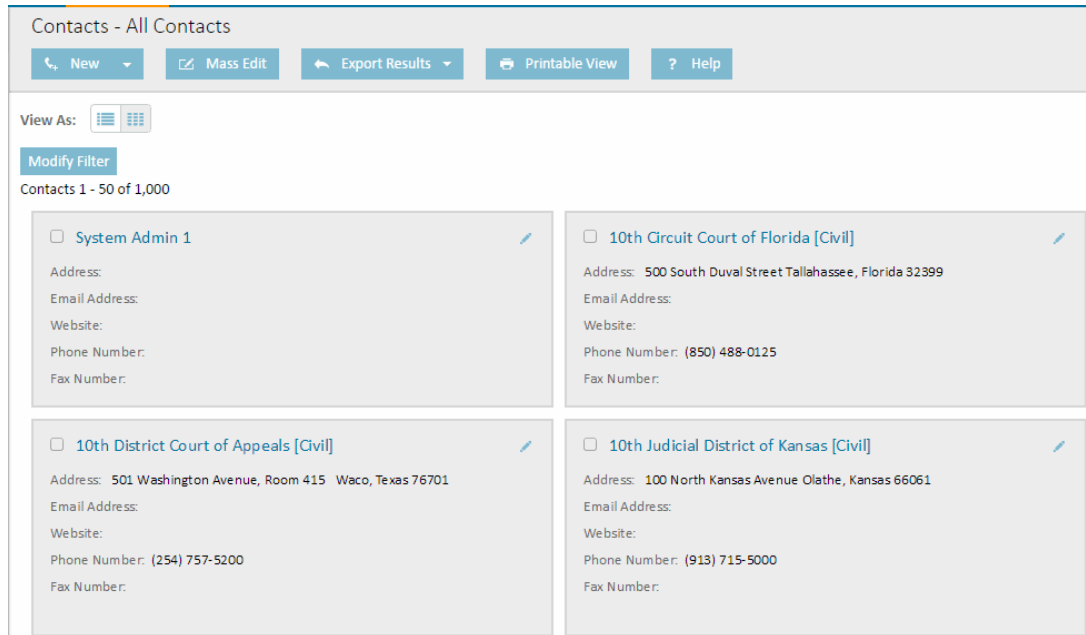 Contacts - All Contacts
New
Mass Edit
Export Results
Printable View
? Help
View As:
Modify Filter
Contacts 1 - 50 of 1,000
System Admin 1
Address:
Email Address:
Website:
Phone Number:
Fax Number:
10th Circuit Court of Florida [Civil]
Address: 500 South Duval Street Tallahassee, Florida 32399
Email Address:
Website:
Phone Number: (850) 488-0125
Fax Number:
10th District Court of Appeals [Civil]
Address: 501 Washington Avenue, Room 415 Waco, Texas 76701
Email Address:
Website:
Phone Number: (254) 757-5200
Fax Number:
10th Judicial District of Kansas [Civil]
Address: 100 North Kansas Avenue Olathe, Kansas 66061
Email Address:
Website:
Phone Number: (913) 715-5000
Fax Number: